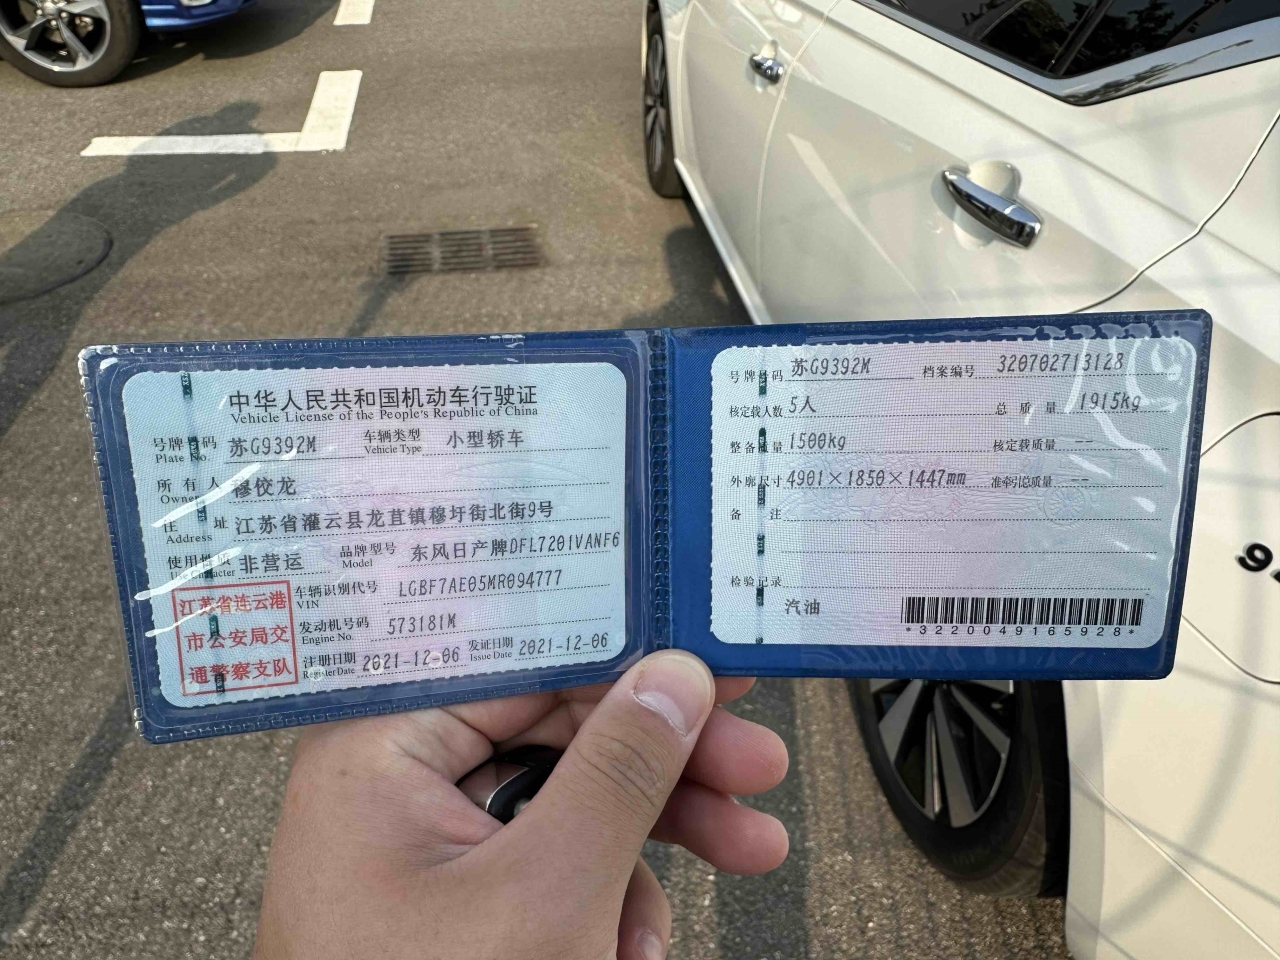 中华人民共和国机动车行驶证
Vehicle License of the People's Republic of China
号牌号码 苏G9392M 车辆类型 小型轿车
Plate No. Vehicle Type
所有人 穆佼龙
Owner
住址 江苏省灌云县龙苴镇穆圩街北街9号
Address
使用性质 非营运 品牌型号 东风日产牌DFL7201VANF6
Use Character Model
江苏省连云港
市公安局交
通警察支队
车辆识别代号 LGBF7AE05MR094777
VIN
发动机号码 573181M
Engine No.
注册日期 2021-12-06 发证日期 2021-12-06
Register Date Issue Date
号牌号码 苏G9392M 档案编号 320702713128
核定载人数 5人 总质量 1915kg
整备质量 1500kg 核定载质量 --
外廓尺寸 4901×1850×1447mm 准牵引总质量 --
备注
检验记录
汽油
*3220049165928*